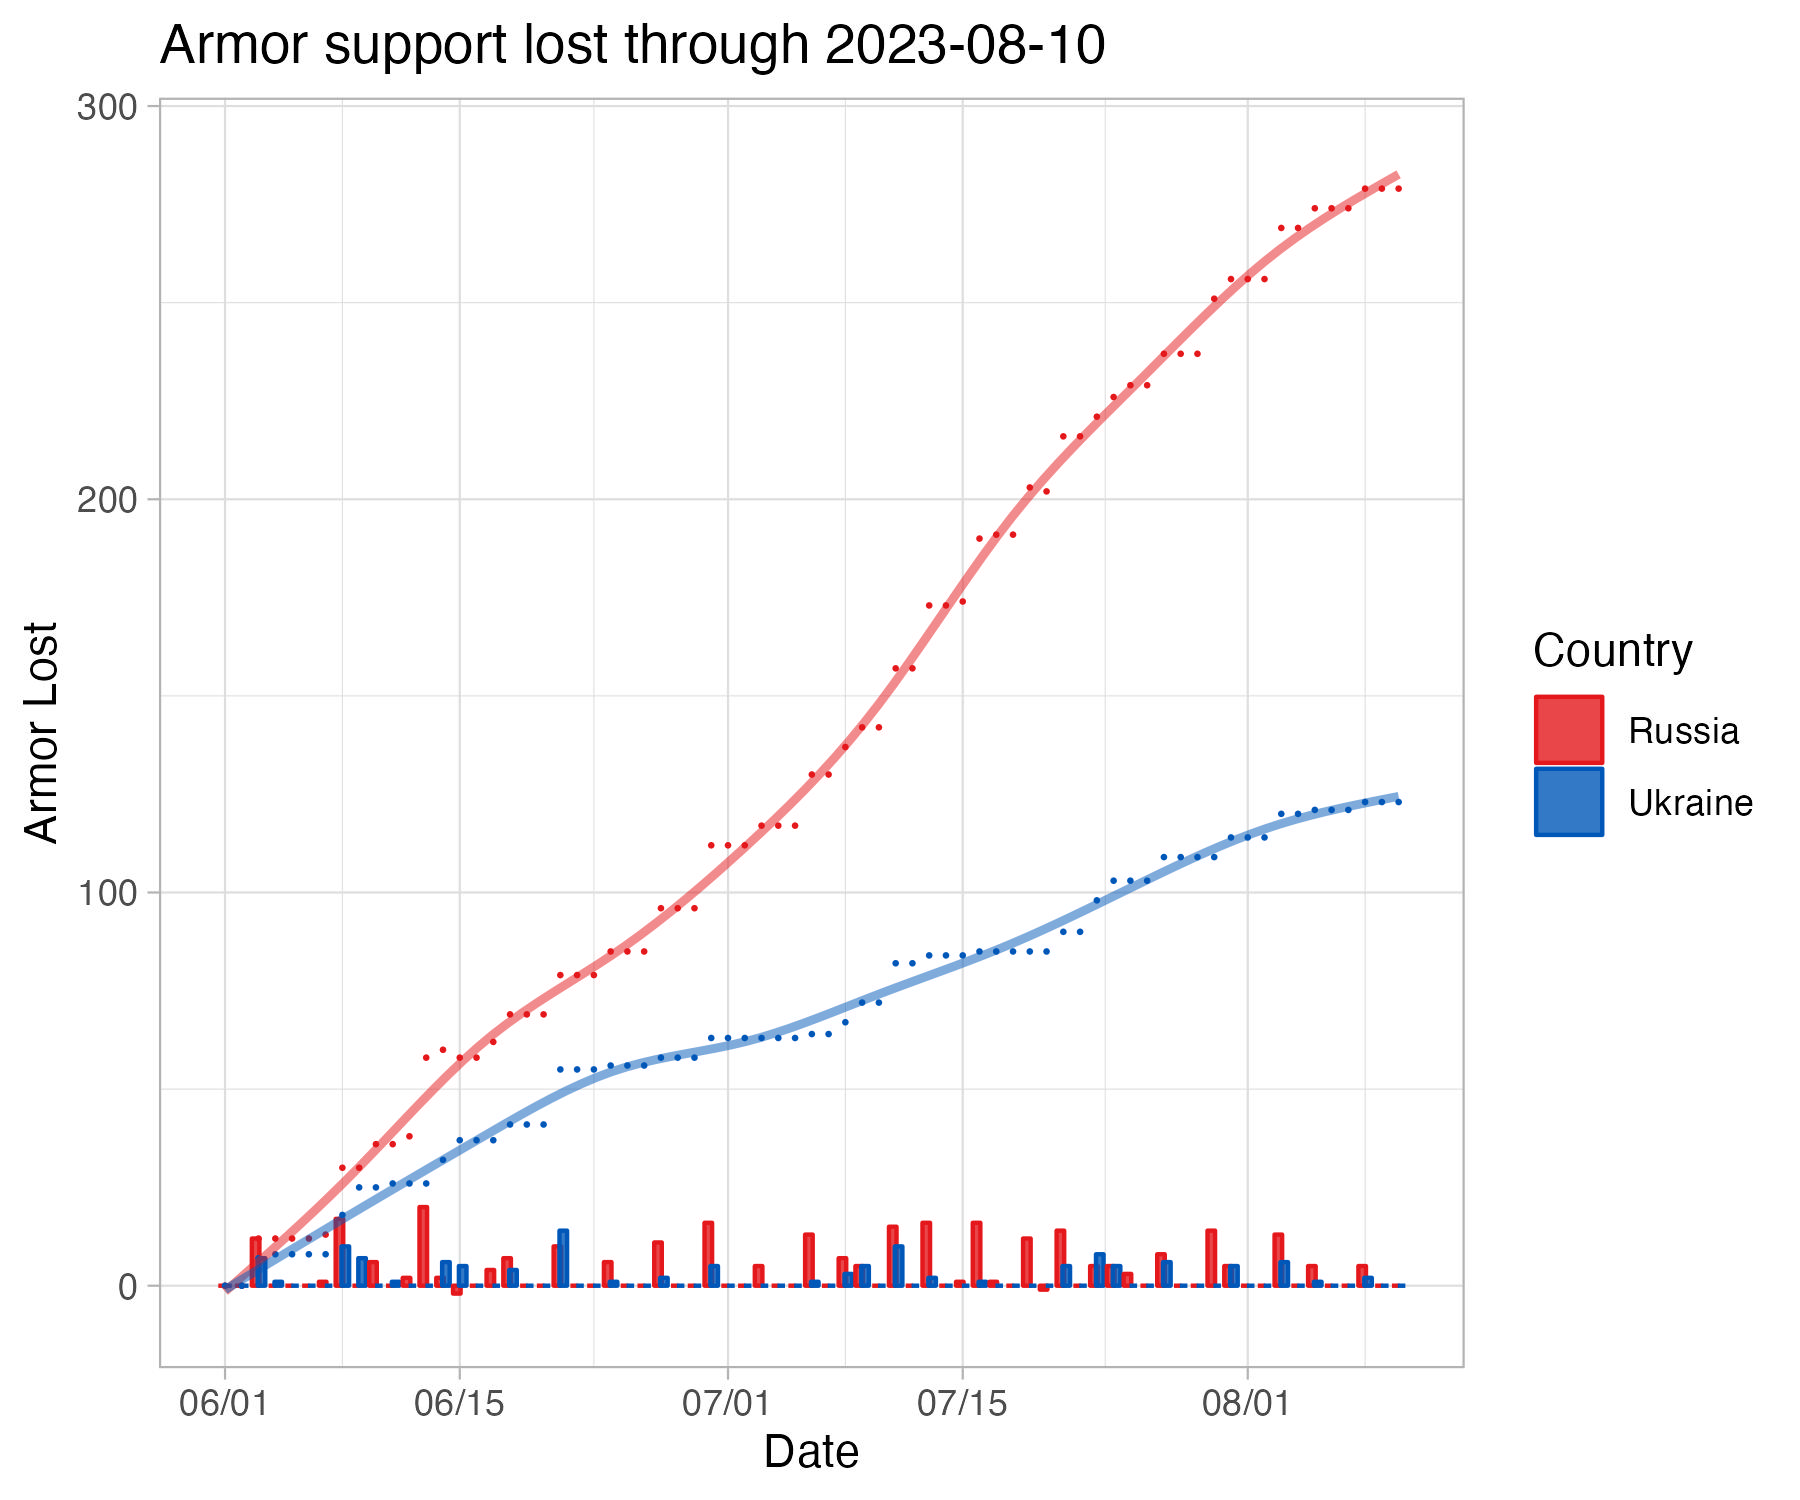 Armor support lost through 2023-08-10
300
200
100
0
Armor Lost
06/01 06/15 07/01 07/15 08/01
Date
Country
Russia
Ukraine